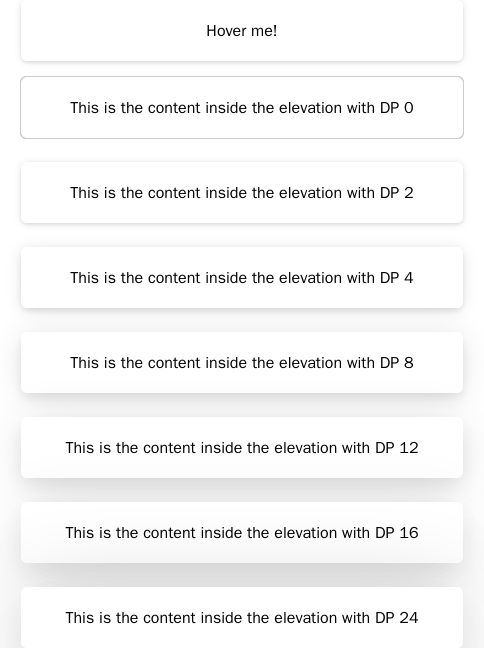 Hover me!
This is the content inside the elevation with DP 0
This is the content inside the elevation with DP 2
This is the content inside the elevation with DP 4
This is the content inside the elevation with DP 8
This is the content inside the elevation with DP 12
This is the content inside the elevation with DP 16
This is the content inside the elevation with DP 24